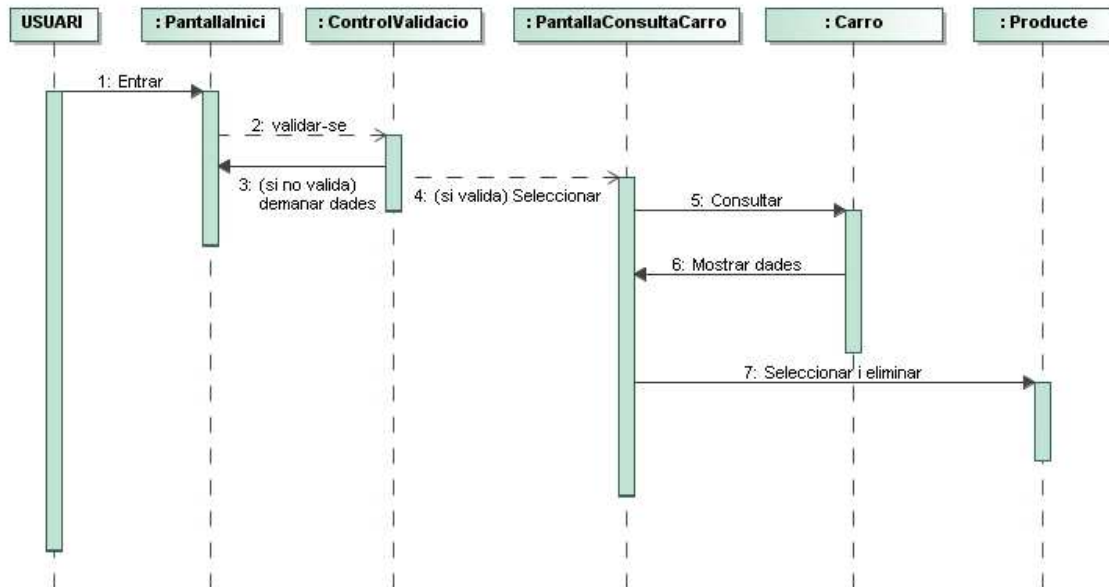 USUARI
: PantallaInici
: ControlValidacio
: PantallaConsultaCarro
: Carro
: Producte
1: Entrar
2: validar-se
3: (si no valida)
demanar dades
4: (si valida) Seleccionar
5: Consultar
6: Mostrar dades
7: Seleccionar i eliminar